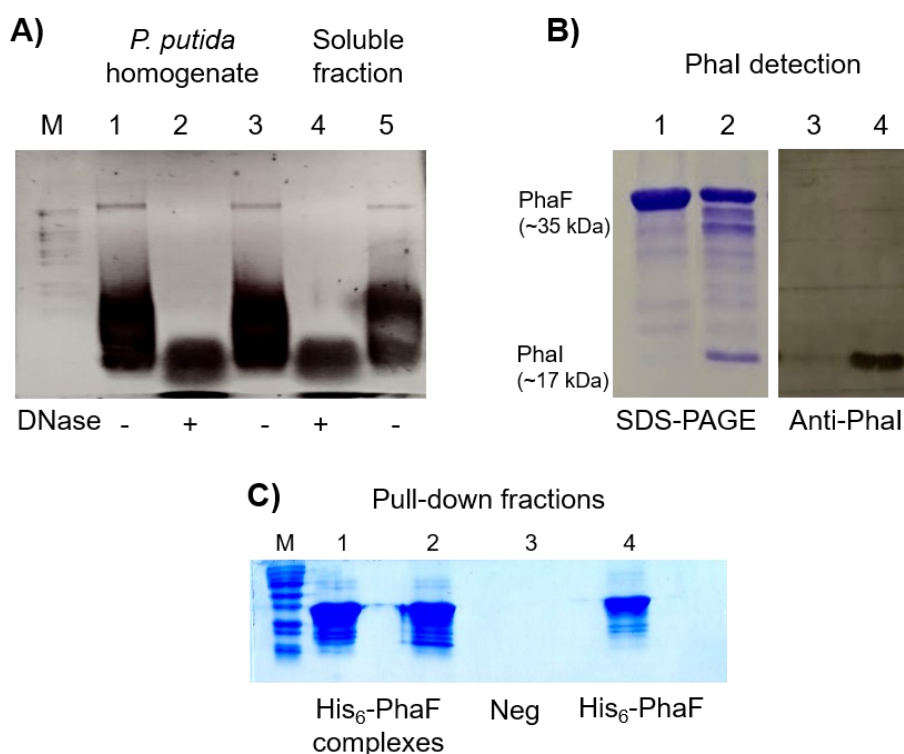 A)
P. putida
homogenate
Soluble
fraction
M 1 2 3 4 5
DNase - + - + -
B)
PhaI detection
1 2 3 4
PhaF
(~35 kDa)
PhaI
(~17 kDa)
SDS-PAGE Anti-PhaI
C)
Pull-down fractions
M 1 2 3 4
His₆-PhaF
complexes
Neg
His₆-PhaF